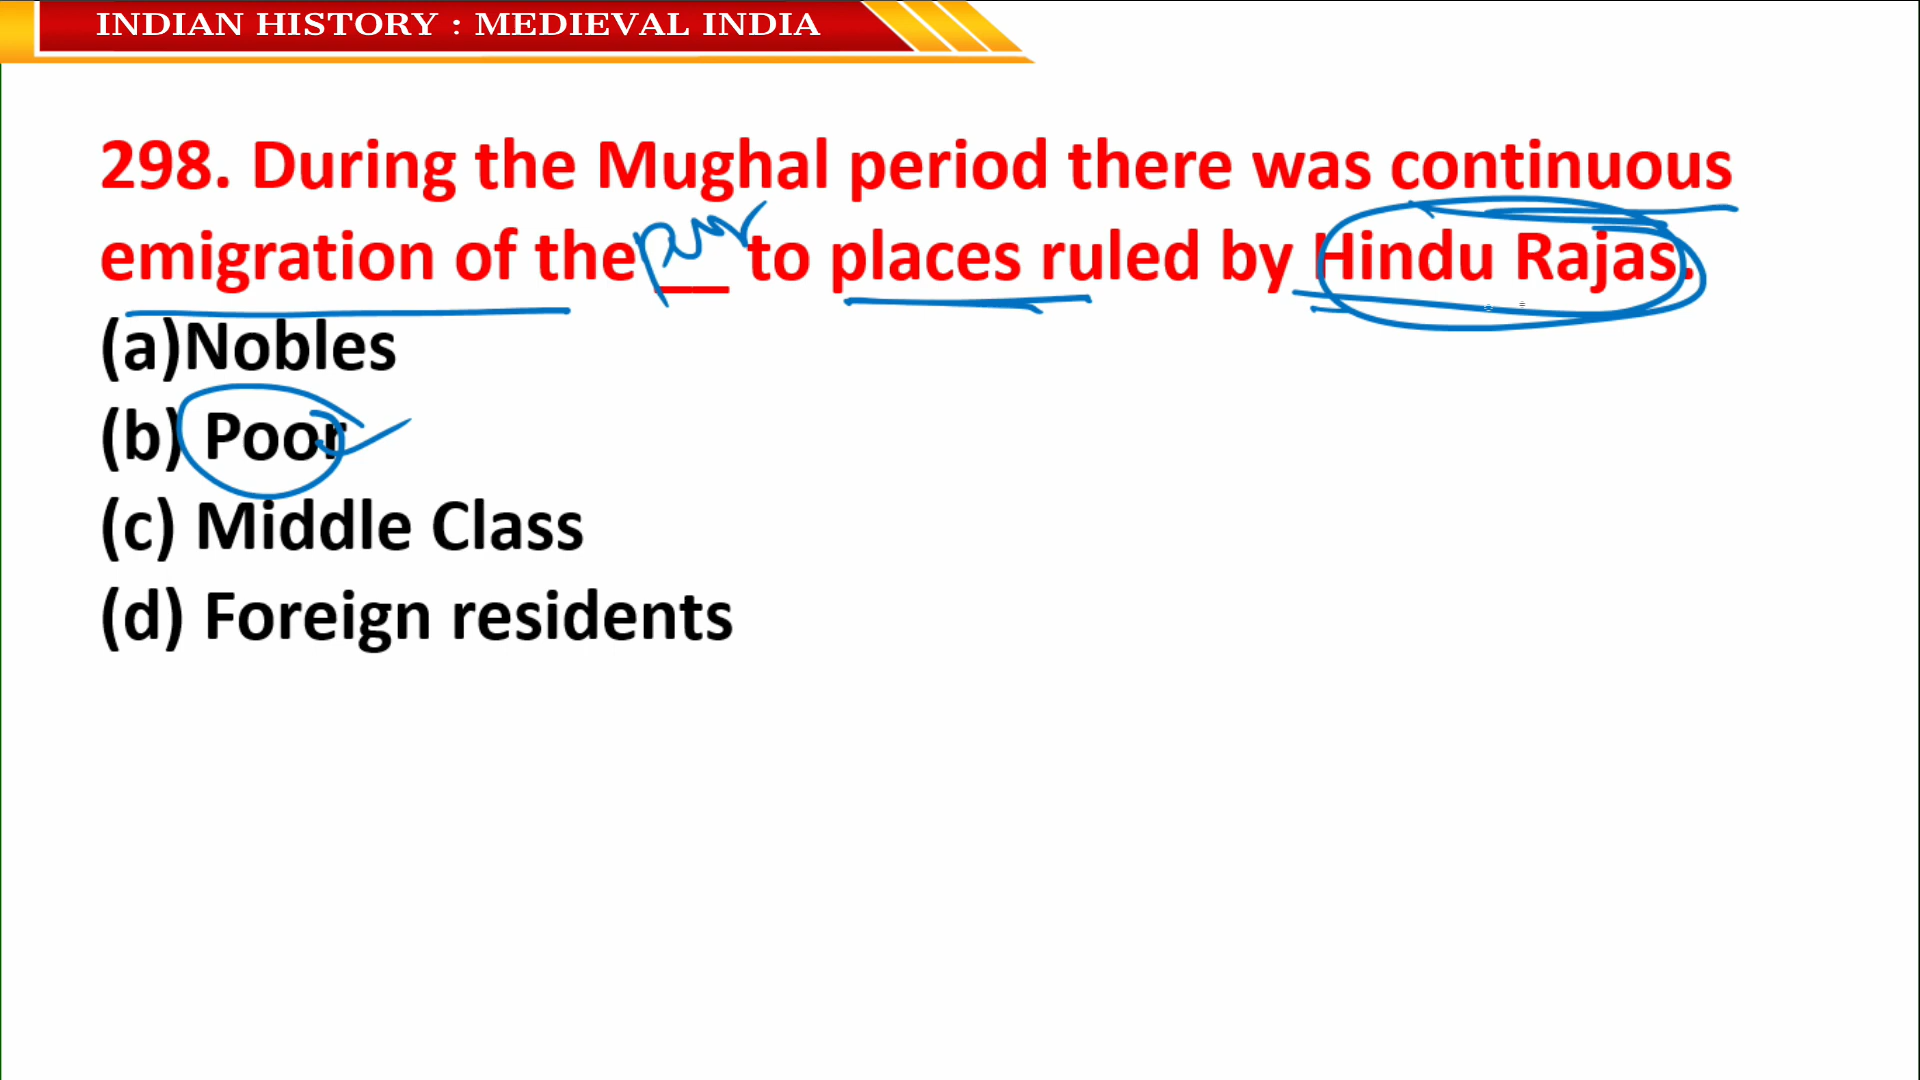 INDIAN HISTORY : MEDIEVAL INDIA
298. During the Mughal period there was continuous
emigration of the poor __ to places ruled by Hindu Rajas.
(a)Nobles
(b) Poor
(c) Middle Class
(d) Foreign residents